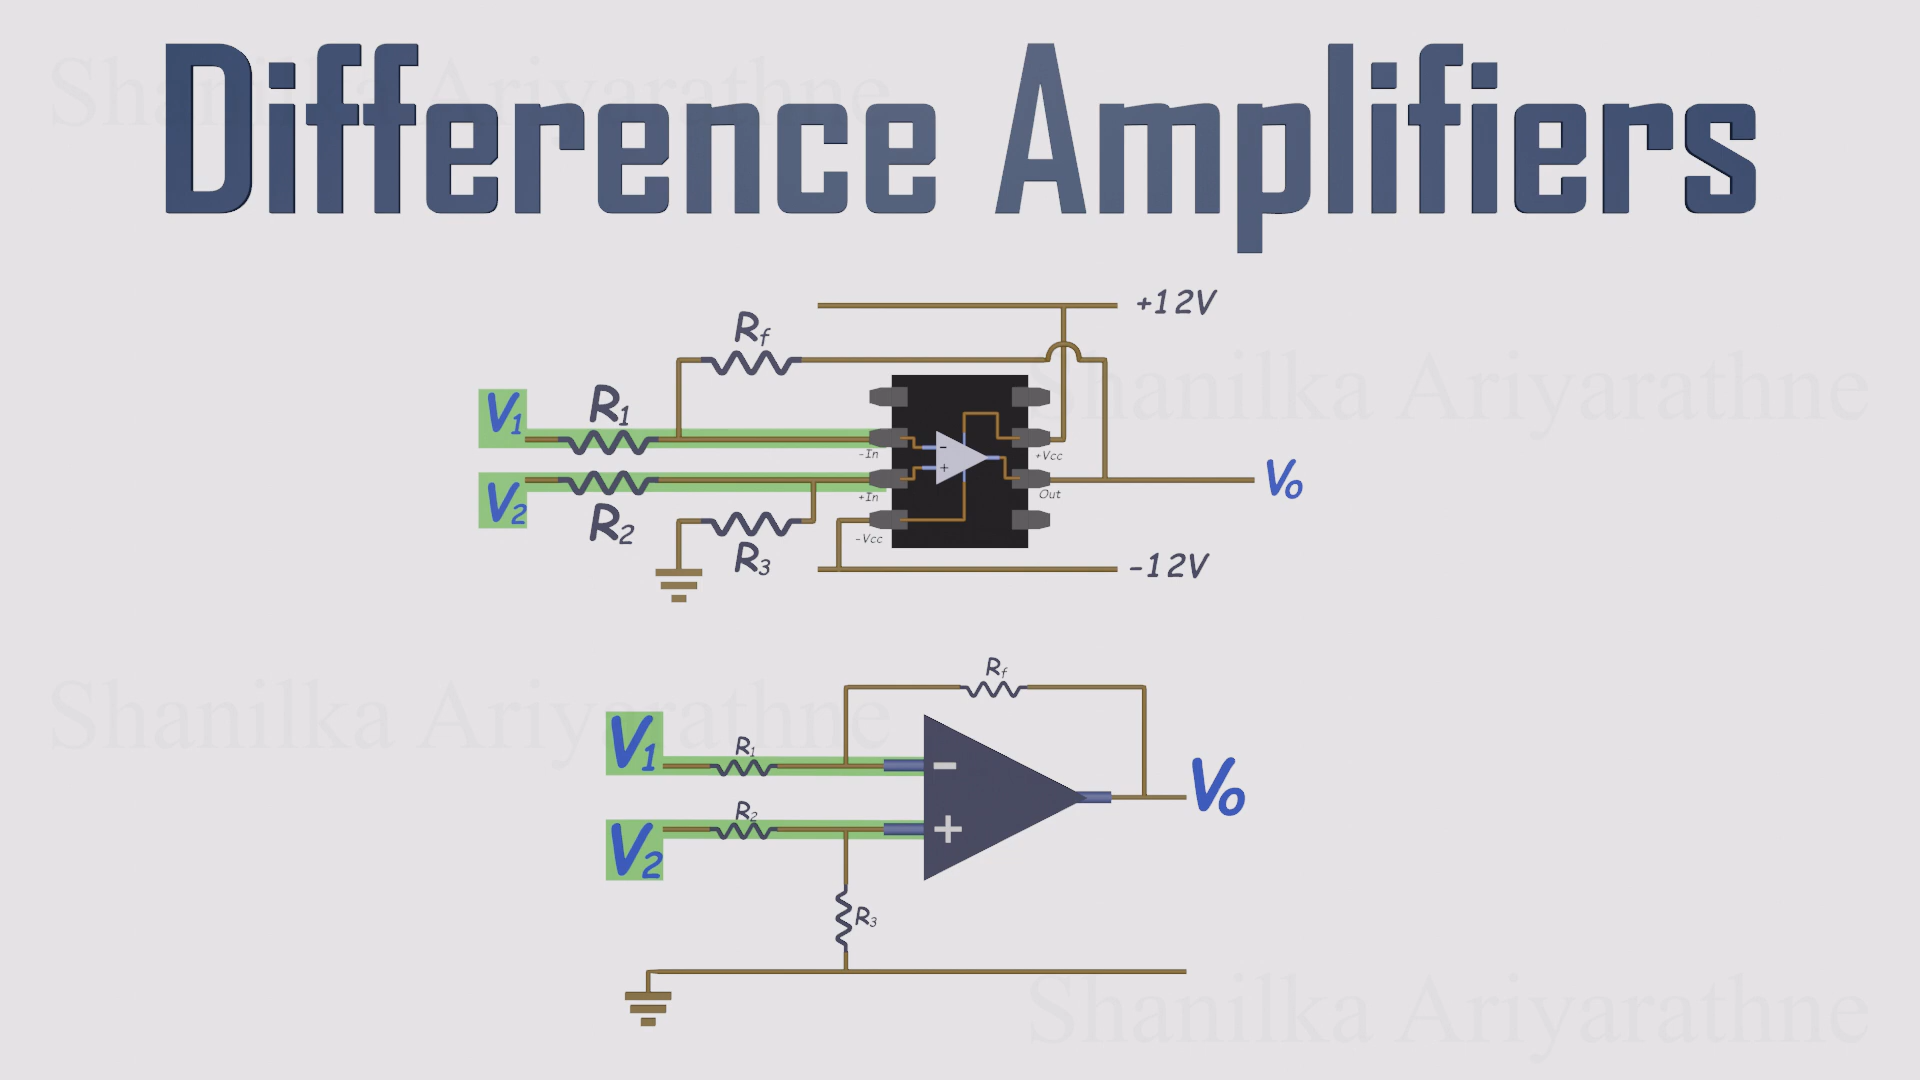 Difference Amplifiers
Shanilka Ariyarathne
+12V
Rf
Shanilka Ariyarathne
V1
R1
-In
+Vcc
-
+
V2
R2
+In
Out
Vo
-Vcc
R3
-12V
Rf
Shanilka Ariyarathne
V1
R1
-
Vo
V2
R2
+
R3
Shanilka Ariyarathne